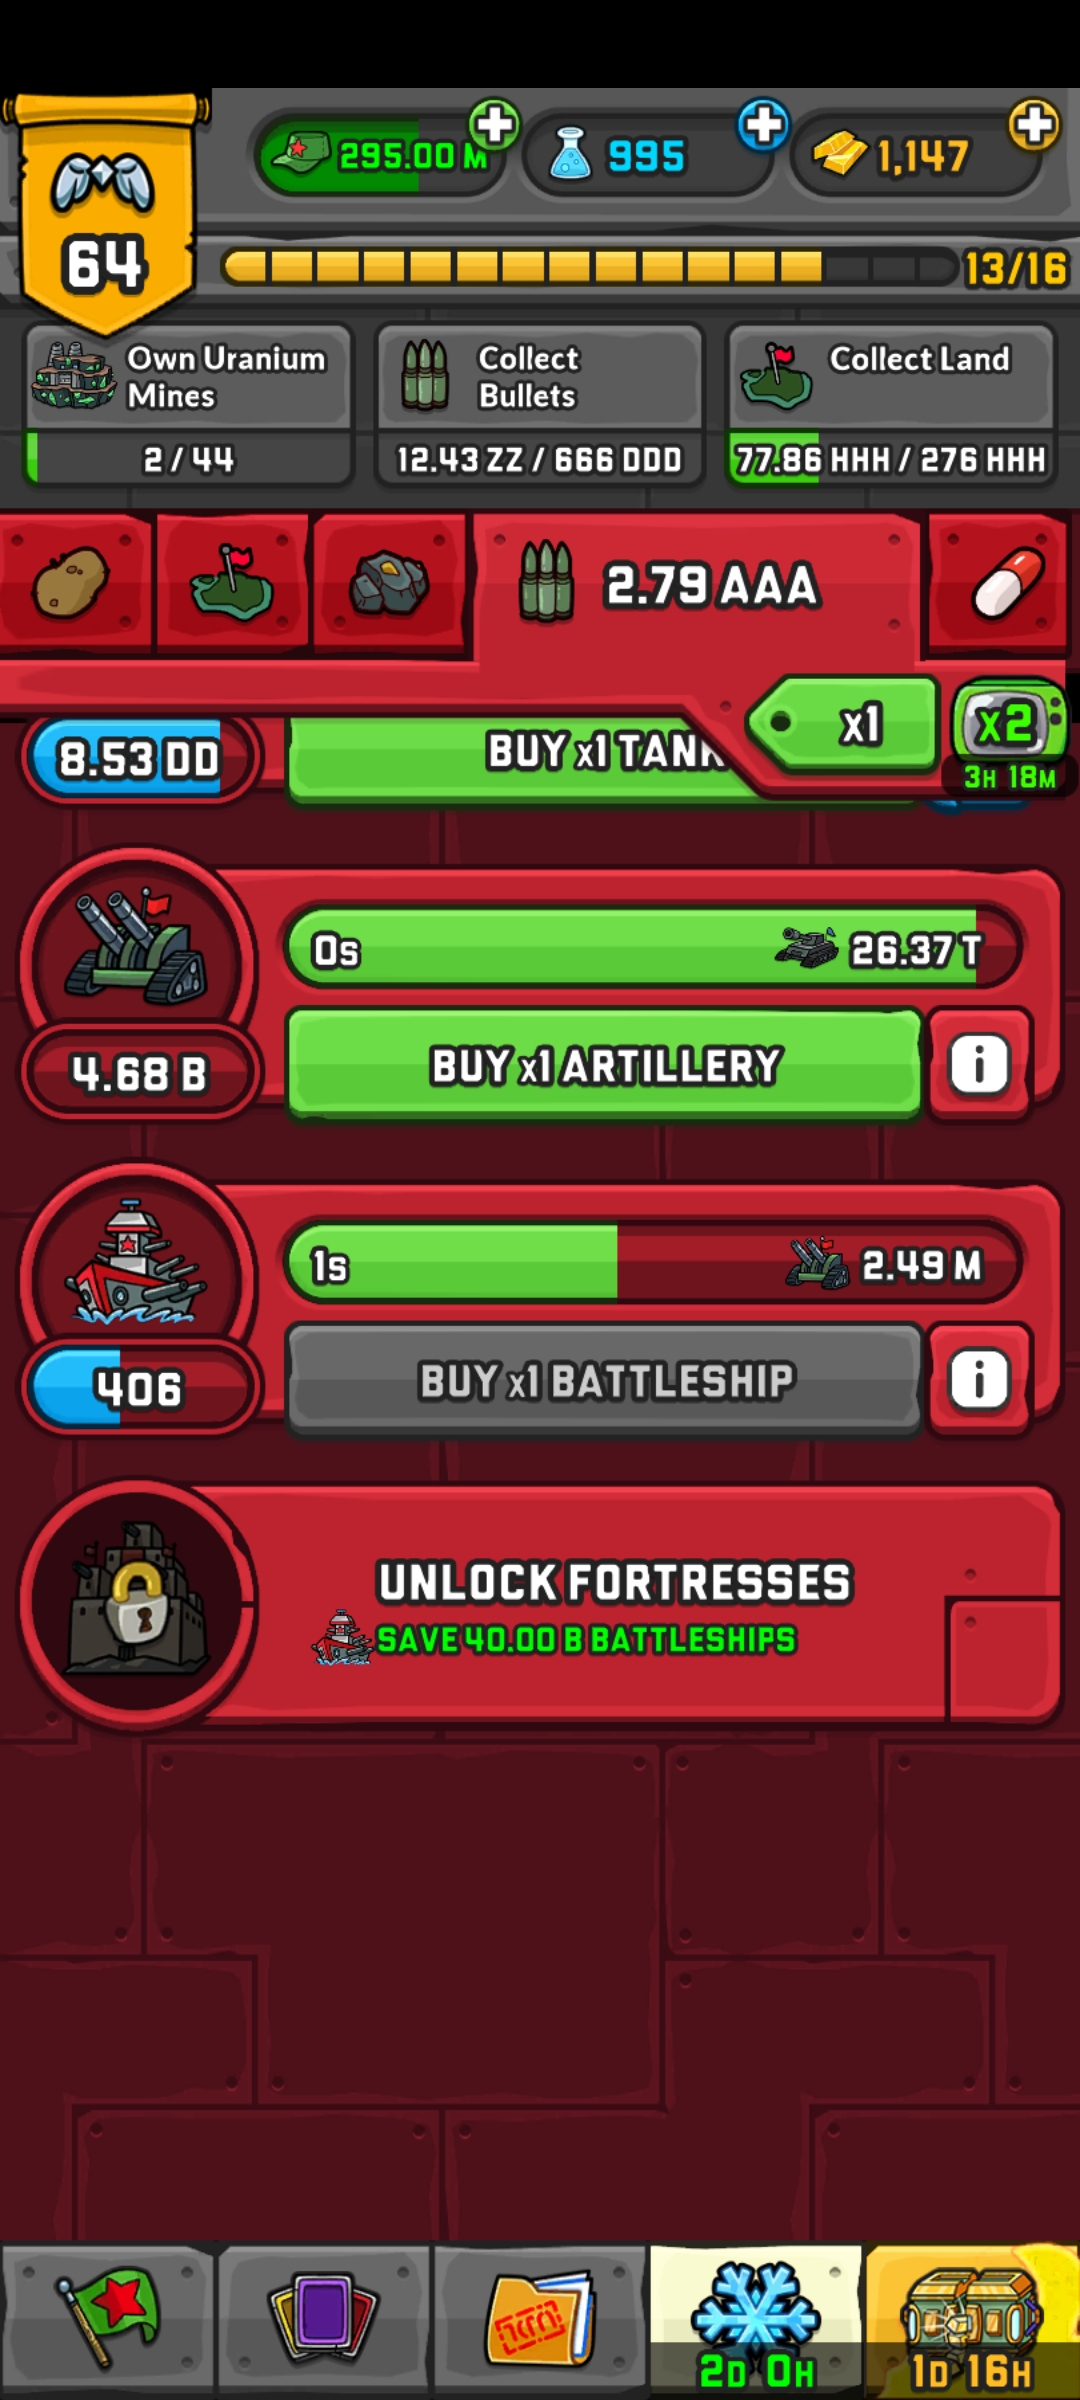 295.00 M
995
1,147
64
13/16
Own Uranium
Mines
2 / 44
Collect
Bullets
12.43 ZZ / 666 DDD
Collect Land
77.86 HHH / 276 HHH
2.79 AAA
x1
x2
3H 18M
8.53 DD
BUY x1 TANK
0s
26.37 T
4.68 B
BUY x1 ARTILLERY
i
1s
2.49 M
406
BUY x1 BATTLESHIP
i
UNLOCK FORTRESSES
SAVE 40.00 B BATTLESHIPS
2D 0H
1D 16H